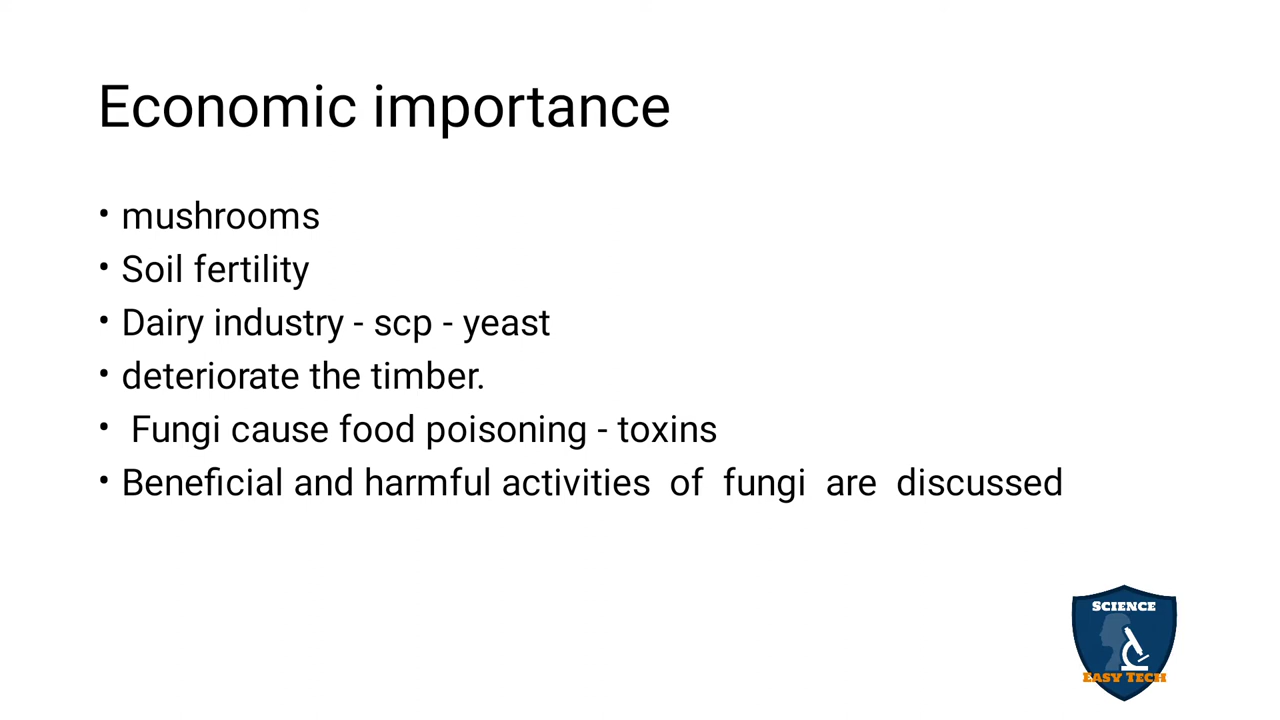 Economic importance
• mushrooms
• Soil fertility
• Dairy industry - scp - yeast
• deteriorate the timber.
• Fungi cause food poisoning - toxins
• Beneficial and harmful activities of fungi are discussed
SCIENCE
EASY TECH